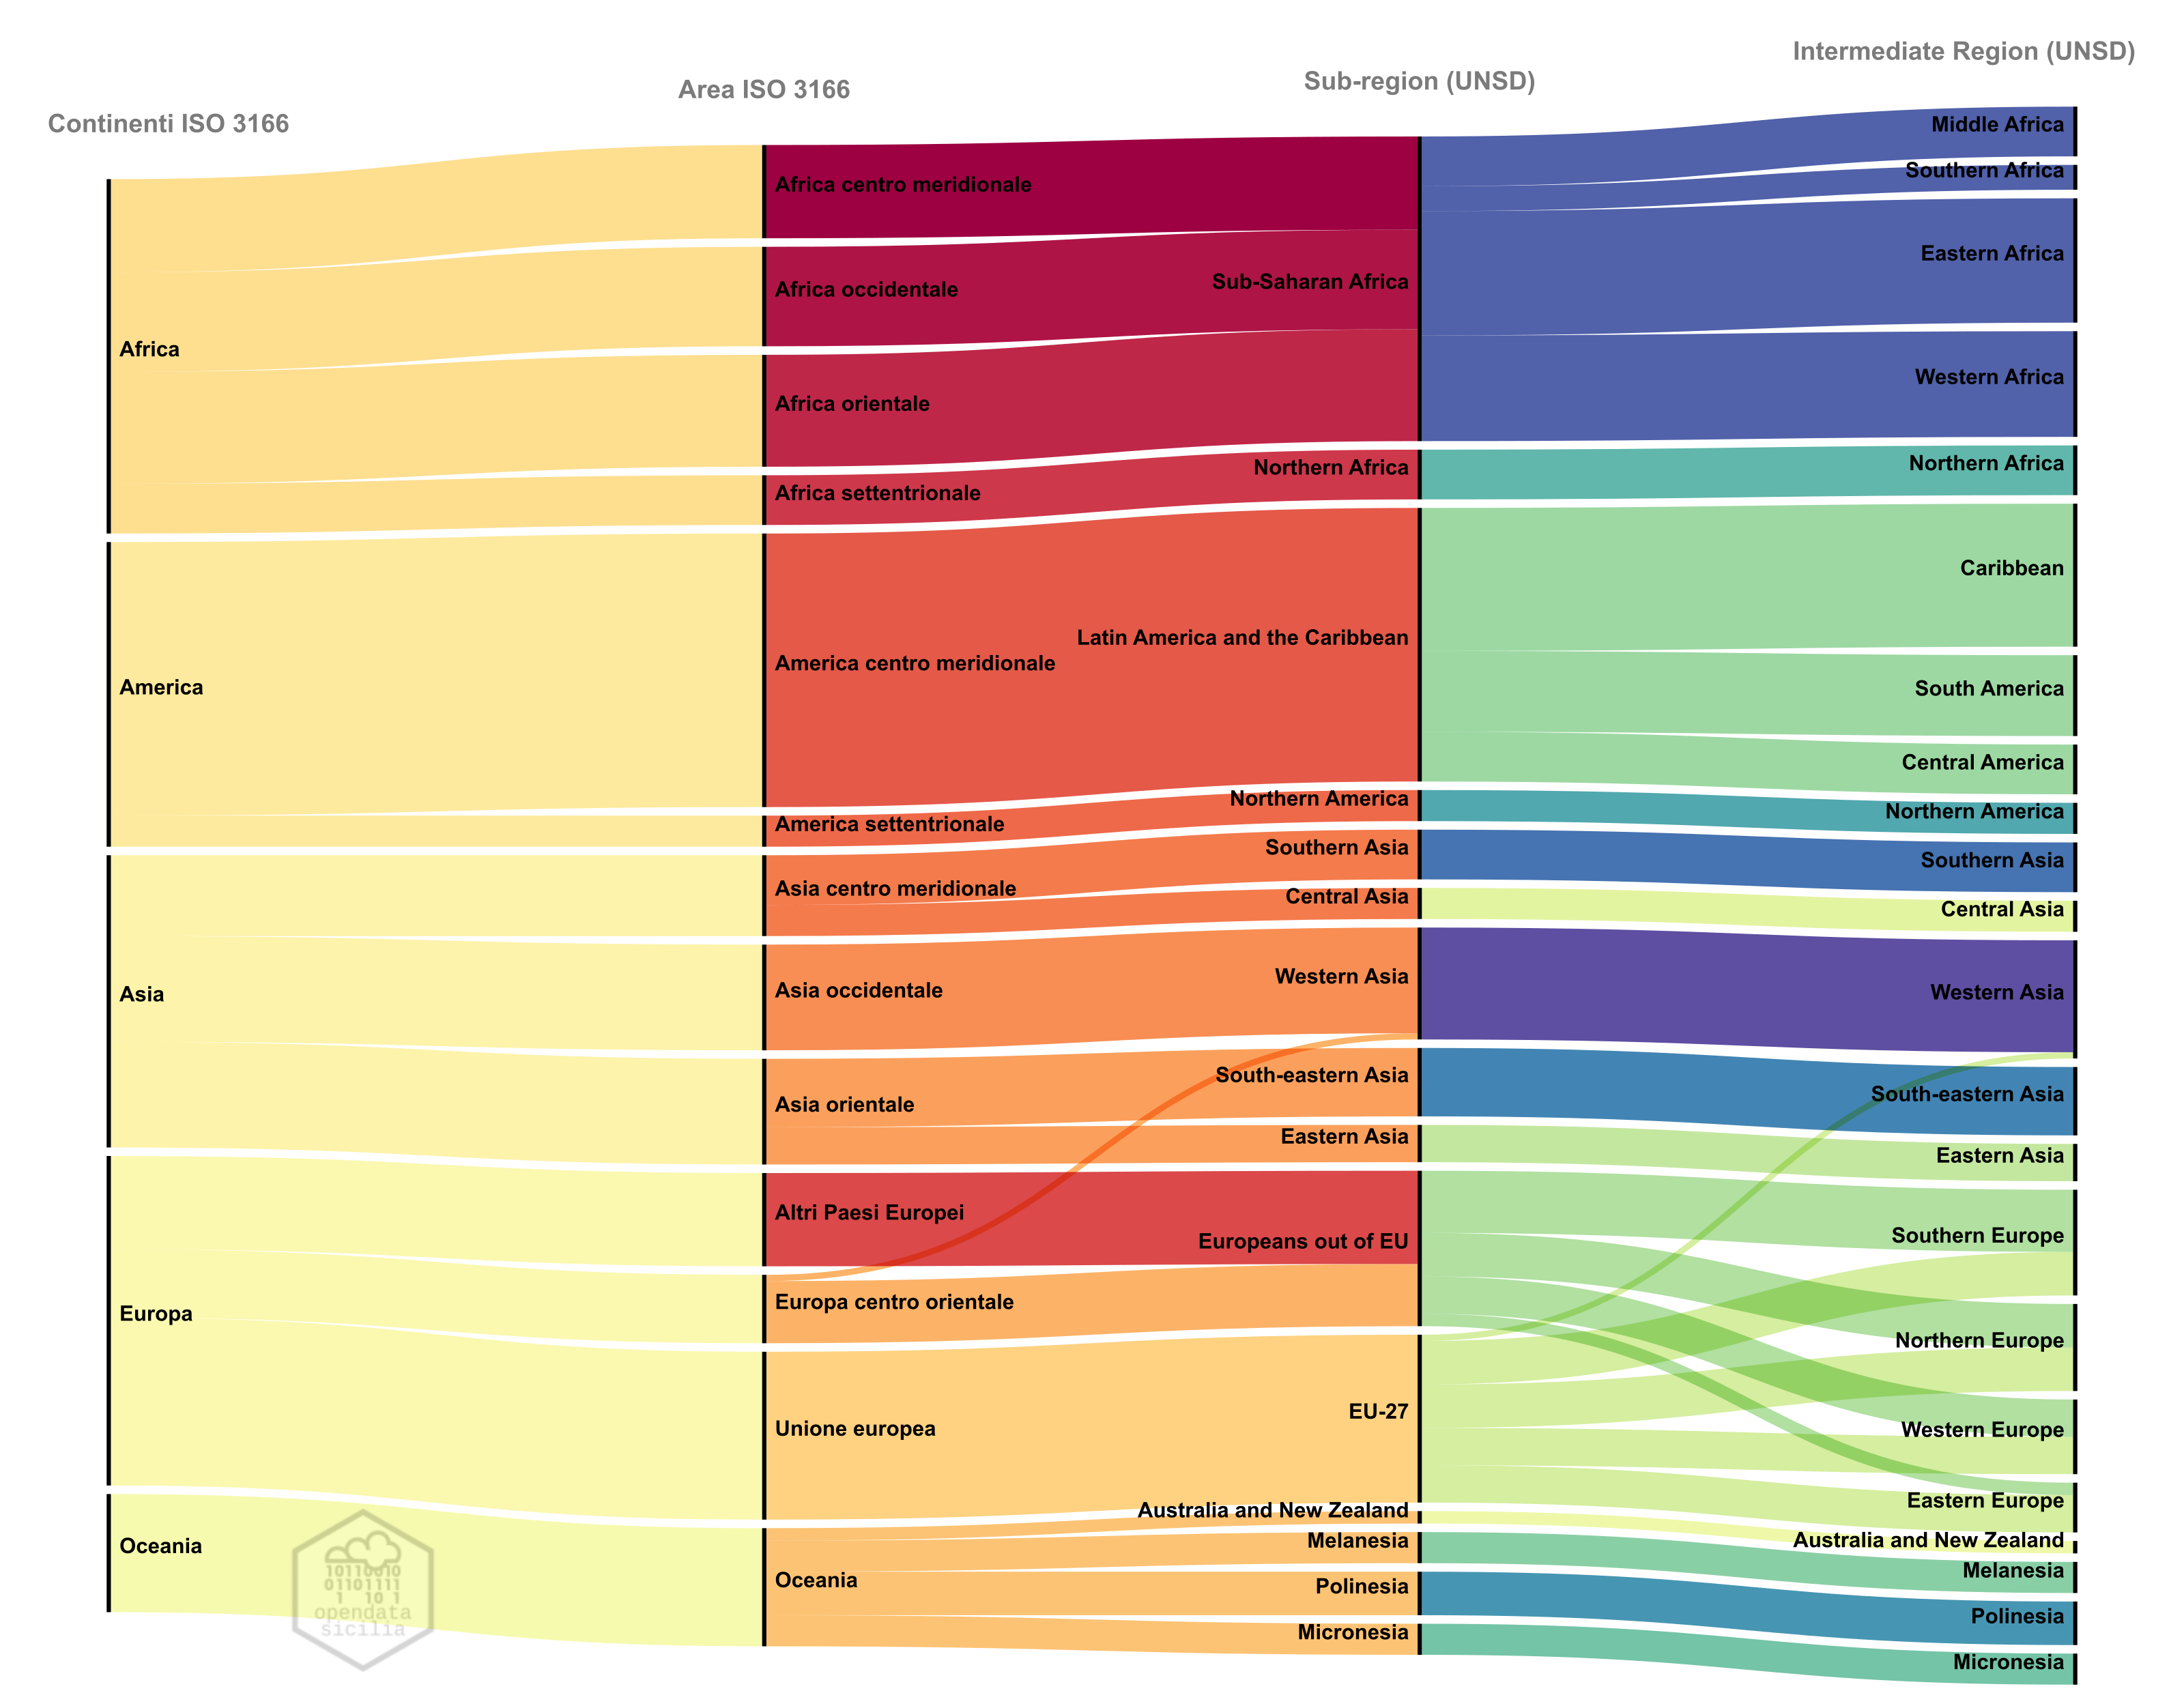 Continenti ISO 3166
Area ISO 3166
Sub-region (UNSD)
Intermediate Region (UNSD)
Africa
America
Asia
Europa
Oceania
Africa centro meridionale
Africa occidentale
Africa orientale
Africa settentrionale
America centro meridionale
America settentrionale
Asia centro meridionale
Asia occidentale
Asia orientale
Altri Paesi Europei
Europa centro orientale
Unione europea
Oceania
Sub-Saharan Africa
Northern Africa
Latin America and the Caribbean
Northern America
Southern Asia
Central Asia
Western Asia
South-eastern Asia
Eastern Asia
Europeans out of EU
EU-27
Australia and New Zealand
Melanesia
Polinesia
Micronesia
Middle Africa
Southern Africa
Eastern Africa
Western Africa
Northern Africa
Caribbean
South America
Central America
Northern America
Southern Asia
Central Asia
Western Asia
South-eastern Asia
Eastern Asia
Southern Europe
Northern Europe
Western Europe
Eastern Europe
Australia and New Zealand
Melanesia
Polinesia
Micronesia
10110010
01101111
1 10 1
opendata
sicilia